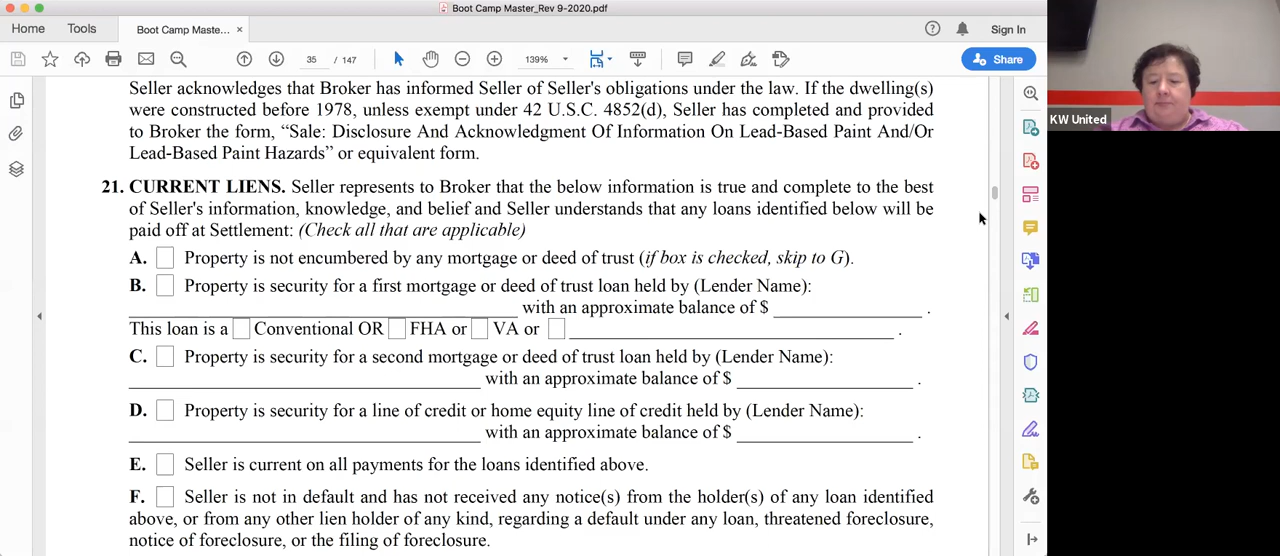 Boot Camp Master_Rev 9-2020.pdf
Home Tools Boot Camp Maste... × Sign In
35 / 147 139% Share
Seller acknowledges that Broker has informed Seller of Seller's obligations under the law. If the dwelling(s)
were constructed before 1978, unless exempt under 42 U.S.C. 4852(d), Seller has completed and provided
to Broker the form, “Sale: Disclosure And Acknowledgment Of Information On Lead-Based Paint And/Or
Lead-Based Paint Hazards” or equivalent form.
KW United
21. CURRENT LIENS. Seller represents to Broker that the below information is true and complete to the best
of Seller's information, knowledge, and belief and Seller understands that any loans identified below will be
paid off at Settlement: (Check all that are applicable)
A. Property is not encumbered by any mortgage or deed of trust (if box is checked, skip to G).
B. Property is security for a first mortgage or deed of trust loan held by (Lender Name):
with an approximate balance of $ .
This loan is a Conventional OR FHA or VA or .
C. Property is security for a second mortgage or deed of trust loan held by (Lender Name):
with an approximate balance of $ .
D. Property is security for a line of credit or home equity line of credit held by (Lender Name):
with an approximate balance of $ .
E. Seller is current on all payments for the loans identified above.
F. Seller is not in default and has not received any notice(s) from the holder(s) of any loan identified
above, or from any other lien holder of any kind, regarding a default under any loan, threatened foreclosure,
notice of foreclosure, or the filing of foreclosure.